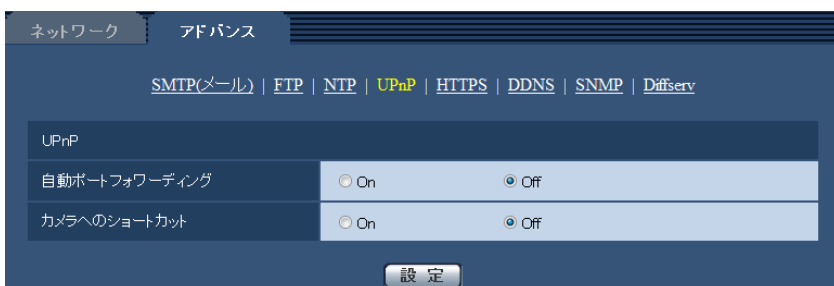 ネットワーク アドバンス
SMTP(メール) | FTP | NTP | UPnP | HTTPS | DDNS | SNMP | Diffserv
UPnP
自動ポートフォワーディング On Off
カメラへのショートカット On Off
設定